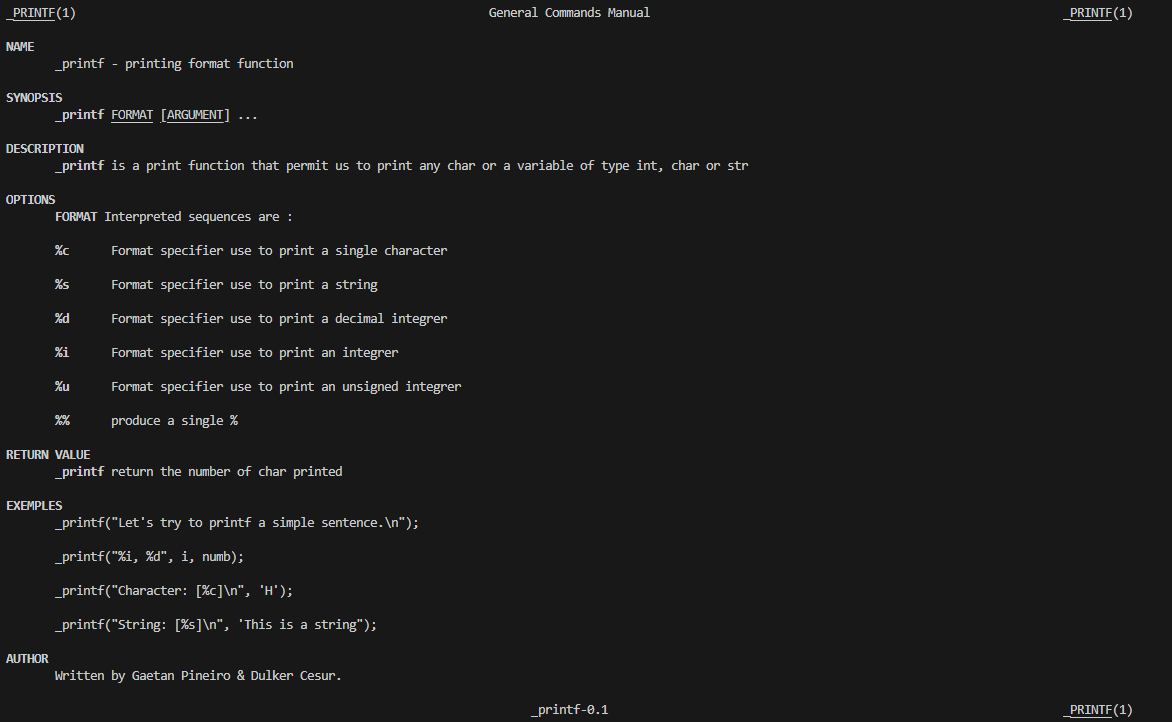 _PRINTF(1) General Commands Manual _PRINTF(1)
NAME
_printf - printing format function
SYNOPSIS
_printf FORMAT [ARGUMENT] ...
DESCRIPTION
_printf is a print function that permit us to print any char or a variable of type int, char or str
OPTIONS
FORMAT Interpreted sequences are :
%c Format specifier use to print a single character
%s Format specifier use to print a string
%d Format specifier use to print a decimal integrer
%i Format specifier use to print an integrer
%u Format specifier use to print an unsigned integrer
%% produce a single %
RETURN VALUE
_printf return the number of char printed
EXEMPLES
_printf("Let's try to printf a simple sentence.\n");
_printf("%i, %d", i, numb);
_printf("Character: [%c]\n", 'H');
_printf("String: [%s]\n", 'This is a string");
AUTHOR
Written by Gaetan Pineiro & Dulker Cesur.
_printf-0.1 _PRINTF(1)